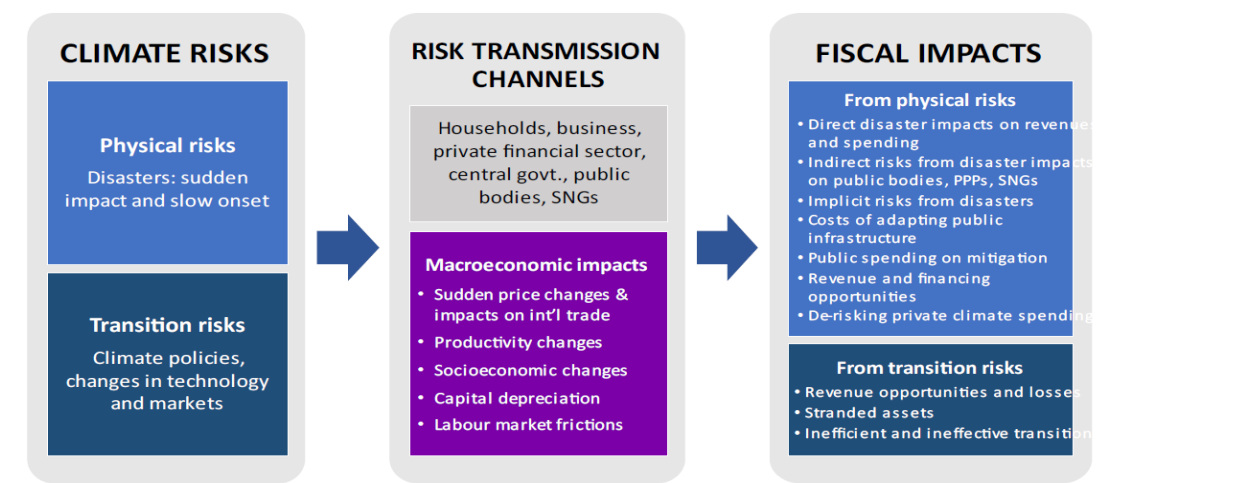 CLIMATE RISKS
Physical risks
Disasters: sudden
impact and slow onset
Transition risks
Climate policies,
changes in technology
and markets
RISK TRANSMISSION
CHANNELS
Households, business,
private financial sector,
central govt., public
bodies, SNGs
Macroeconomic impacts
• Sudden price changes &
impacts on int’l trade
• Productivity changes
• Socioeconomic changes
• Capital depreciation
• Labour market frictions
FISCAL IMPACTS
From physical risks
• Direct disaster impacts on revenue
and spending
• Indirect risks from disaster impacts
on public bodies, PPPs, SNGs
• Implicit risks from disasters
• Costs of adapting public
infrastructure
• Public spending on mitigation
• Revenue and financing
opportunities
• De-risking private climate spending
From transition risks
• Revenue opportunities and losses
• Stranded assets
• Inefficient and ineffective transition